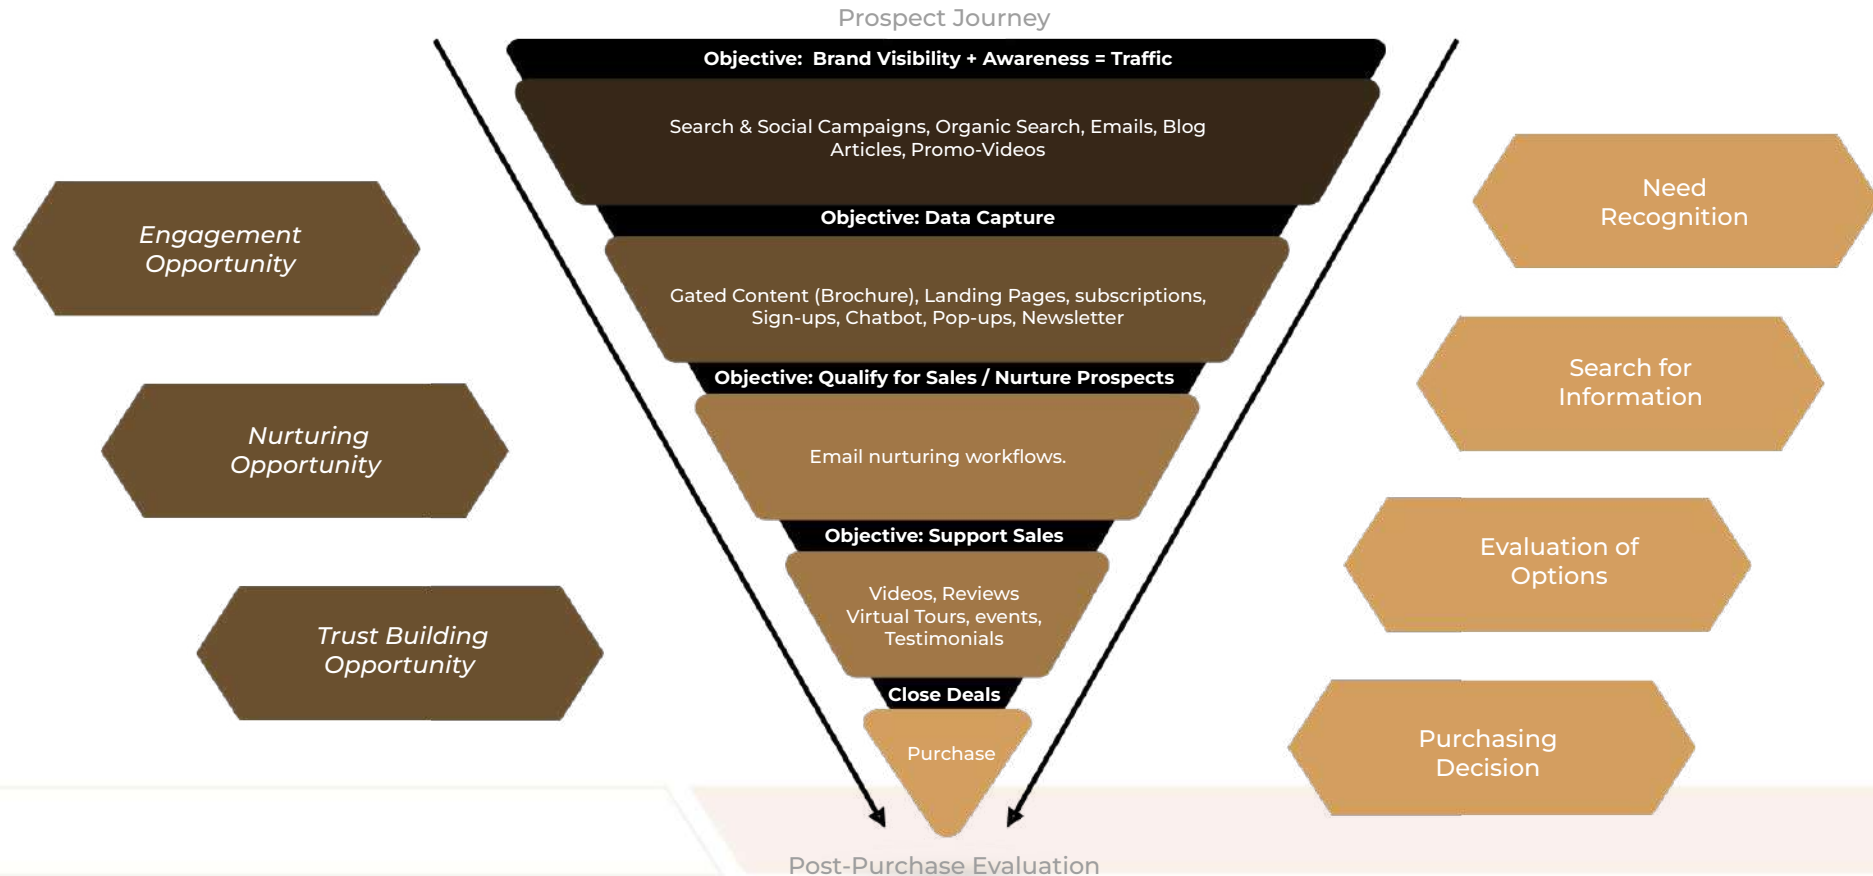 Prospect Journey
Objective:  Brand Visibility + Awareness = Traffic
Search & Social Campaigns, Organic Search, Emails, Blog
Articles, Promo-Videos
Objective: Data Capture
Gated Content (Brochure), Landing Pages, subscriptions,
Sign-ups, Chatbot, Pop-ups, Newsletter
Objective: Qualify for Sales / Nurture Prospects
Email nurturing workflows.
Objective: Support Sales
Videos, Reviews
Virtual Tours, events,
Testimonials
Close Deals
Purchase
Engagement
Opportunity
Nurturing
Opportunity
Trust Building
Opportunity
Need
Recognition
Search for
Information
Evaluation of
Options
Purchasing
Decision
Post-Purchase Evaluation